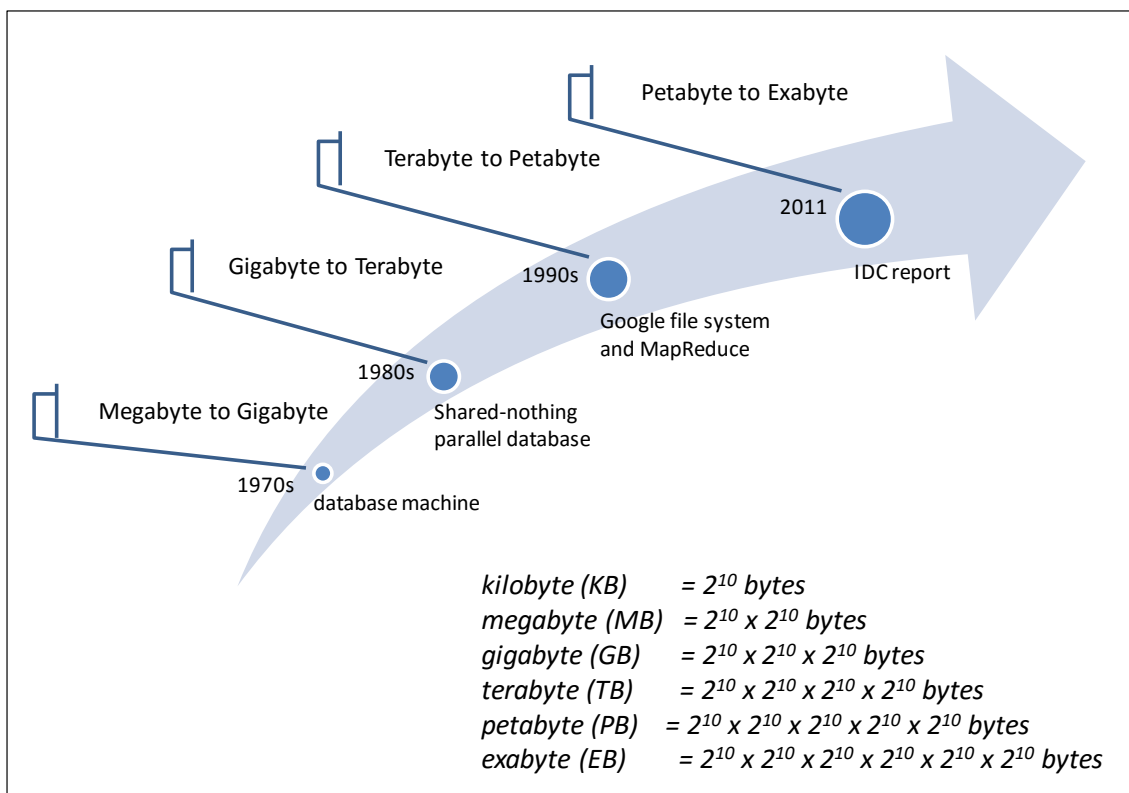 Petabyte to Exabyte
Terabyte to Petabyte
2011
Gigabyte to Terabyte
1990s
IDC report
Google file system
and MapReduce
1980s
Megabyte to Gigabyte
Shared-nothing
parallel database
1970s
database machine
kilobyte (KB) = 2¹⁰ bytes
megabyte (MB) = 2¹⁰ x 2¹⁰ bytes
gigabyte (GB) = 2¹⁰ x 2¹⁰ x 2¹⁰ bytes
terabyte (TB) = 2¹⁰ x 2¹⁰ x 2¹⁰ x 2¹⁰ bytes
petabyte (PB) = 2¹⁰ x 2¹⁰ x 2¹⁰ x 2¹⁰ x 2¹⁰ bytes
exabyte (EB) = 2¹⁰ x 2¹⁰ x 2¹⁰ x 2¹⁰ x 2¹⁰ x 2¹⁰ bytes